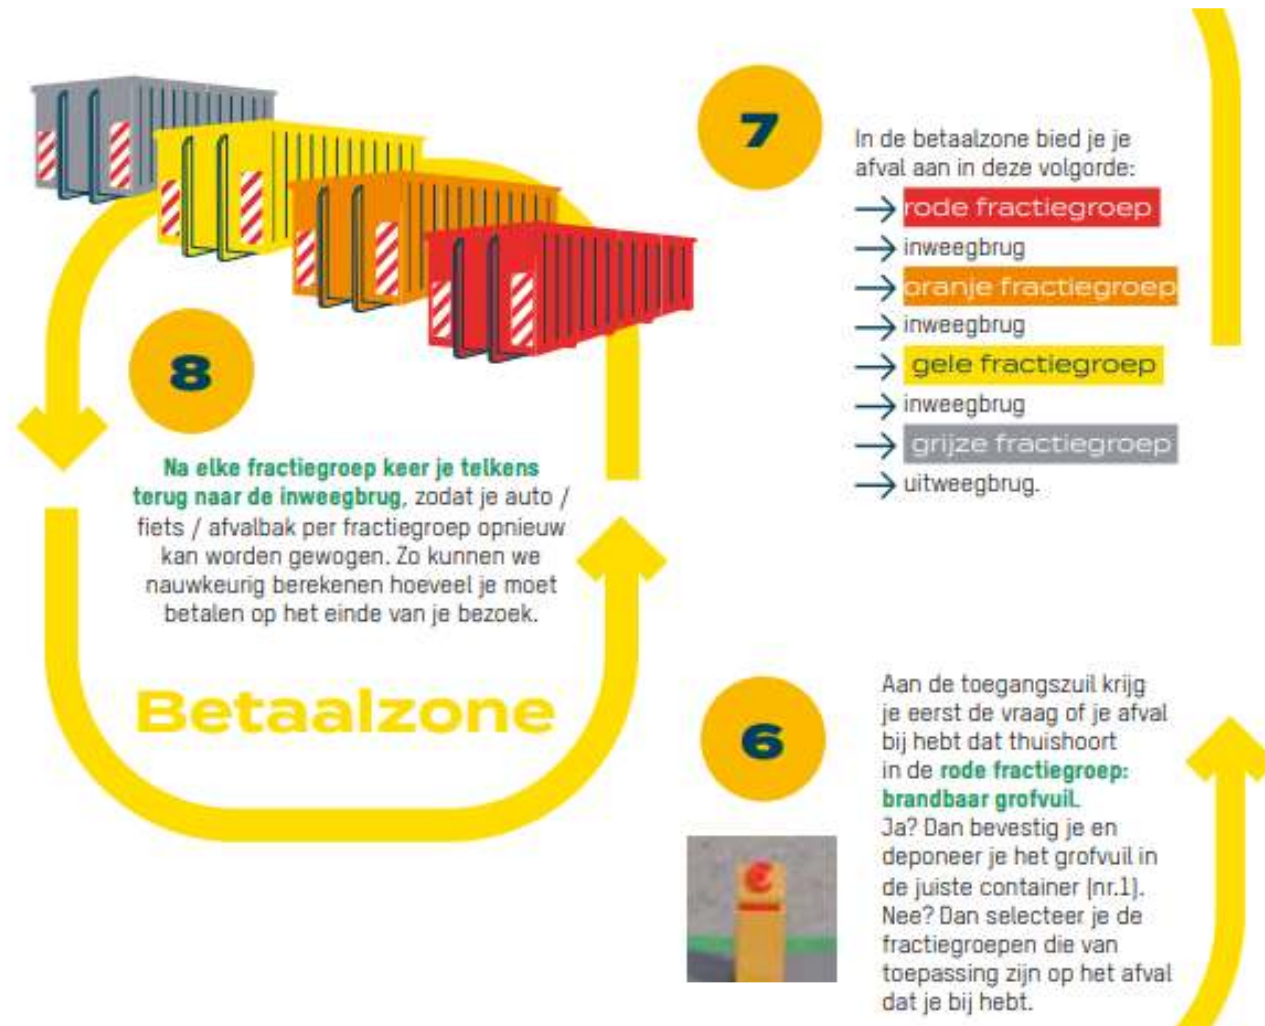 7
In de betaalzone bied je je
afval aan in deze volgorde:
→ rode fractiegroep
→ inweegbrug
→ oranje fractiegroep
→ inweegbrug
→ gele fractiegroep
→ inweegbrug
→ grijze fractiegroep
→ uitweegbrug.
8
Na elke fractiegroep keer je telkens
terug naar de inweegbrug, zodat je auto /
fiets / afvalbak per fractiegroep opnieuw
kan worden gewogen. Zo kunnen we
nauwkeurig berekenen hoeveel je moet
betalen op het einde van je bezoek.
Betaalzone
6
Aan de toegangszuil krijg
je eerst de vraag of je afval
bij hebt dat thuishoort
in de rode fractiegroep:
brandbaar grofvuil.
Ja? Dan bevestig je en
deponeer je het grofvuil in
de juiste container (nr.1).
Nee? Dan selecteer je de
fractiegroepen die van
toepassing zijn op het afval
dat je bij hebt.
€